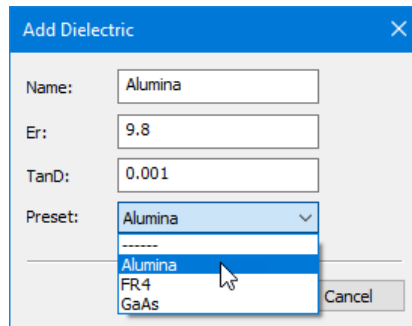 Add Dielectric
Name: Alumina
Er: 9.8
TanD: 0.001
Preset: Alumina
------
Alumina
FR4
GaAs
Cancel